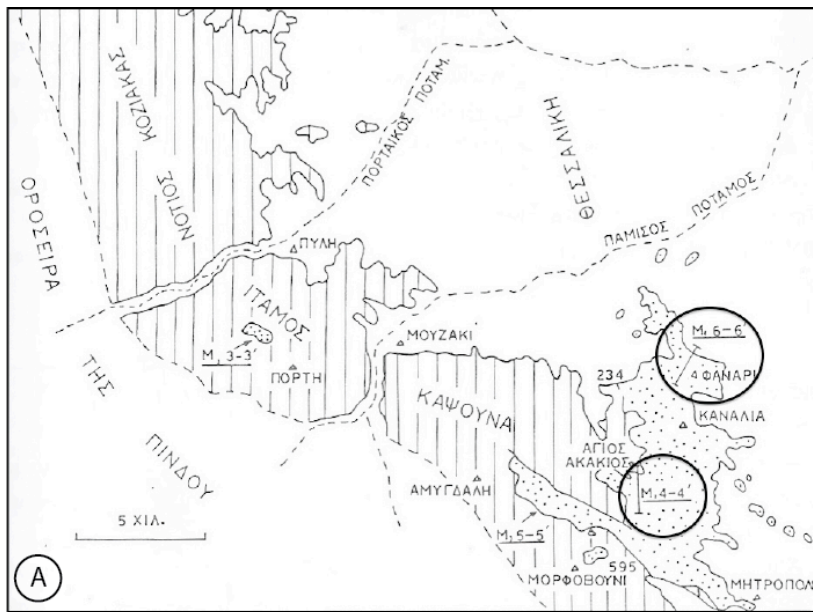 ΚΟΖΙΑΚΑΣ
ΝΟΤΙΟΣ
ΟΡΟΣΕΙΡΑ
ΤΗΣ
ΠΙΝΔΟΥ
ΠΟΡΤΑΙΚΟΣ ΠΟΤΑΜ.
ΘΕΣΣΑΛΙΚΗ
ΠΑΜΙΣΟΣ ΠΟΤΑΜΟΣ
ΠΥΛΗ
ΙΤΑΜΟΣ
Μ, 3-3'
ΠΟΡΤΗ
ΜΟΥΖΑΚΙ
Μ, 6-6'
234
ΦΑΝΑΡΙ
ΚΑΝΑΛΙΑ
ΚΑΨΟΥΝΑ
ΑΓΙΟΣ
ΑΚΑΚΙΟΣ
ΑΜΥΓΔΑΛΗ
Μ, 4-4'
5 ΧΙΛ.
Μ, 5-5'
595
ΜΟΡΦΟΒΟΥΝΙ
ΜΗΤΡΟΠΟΛ
A